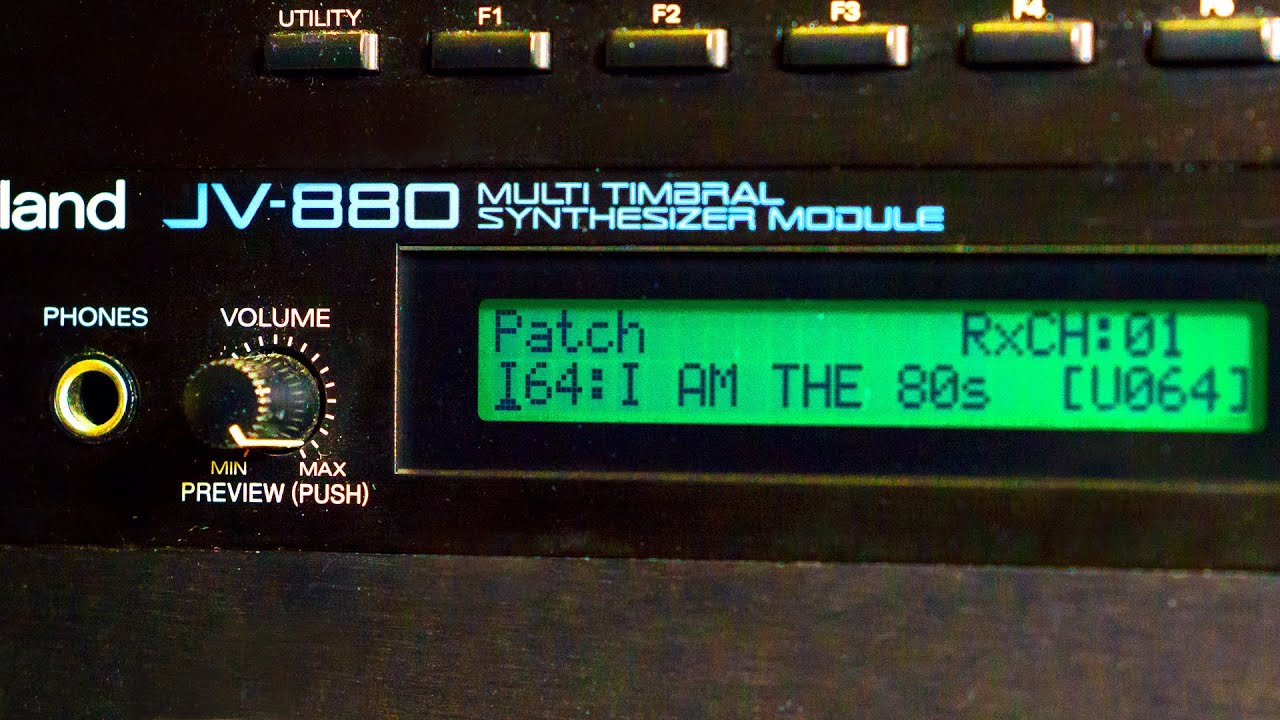 UTILITY F1 F2 F3 F4
land JV-880 MULTI TIMBRAL
SYNTHESIZER MODULE
PHONES VOLUME
Patch RxCH:01
I64:I AM THE 80s [U064]
MIN MAX
PREVIEW (PUSH)